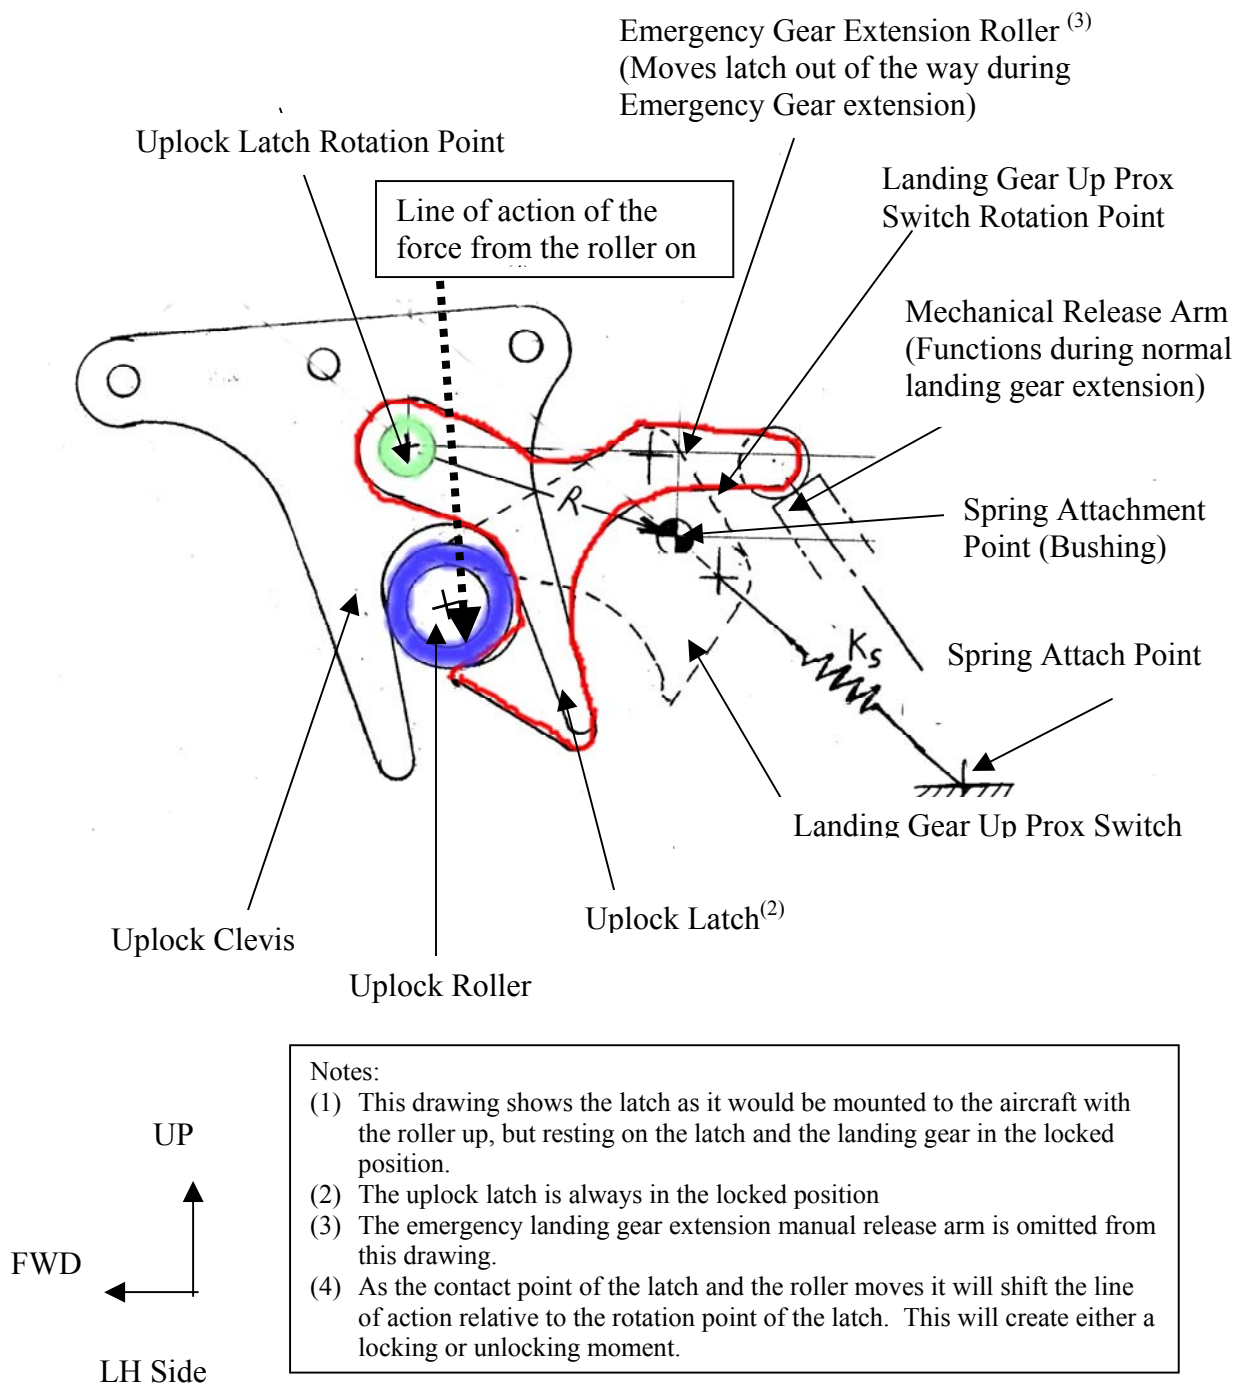 Emergency Gear Extension Roller (3)
(Moves latch out of the way during
Emergency Gear extension)
Uplock Latch Rotation Point
Landing Gear Up Prox
Switch Rotation Point
Line of action of the
force from the roller on
Mechanical Release Arm
(Functions during normal
landing gear extension)
R
Spring Attachment
Point (Bushing)
Ks
Spring Attach Point
Landing Gear Up Prox Switch
Uplock Latch(2)
Uplock Clevis
Uplock Roller
Notes:
(1) This drawing shows the latch as it would be mounted to the aircraft with
the roller up, but resting on the latch and the landing gear in the locked
position.
(2) The uplock latch is always in the locked position
(3) The emergency landing gear extension manual release arm is omitted from
this drawing.
(4) As the contact point of the latch and the roller moves it will shift the line
of action relative to the rotation point of the latch. This will create either a
locking or unlocking moment.
UP
FWD
LH Side